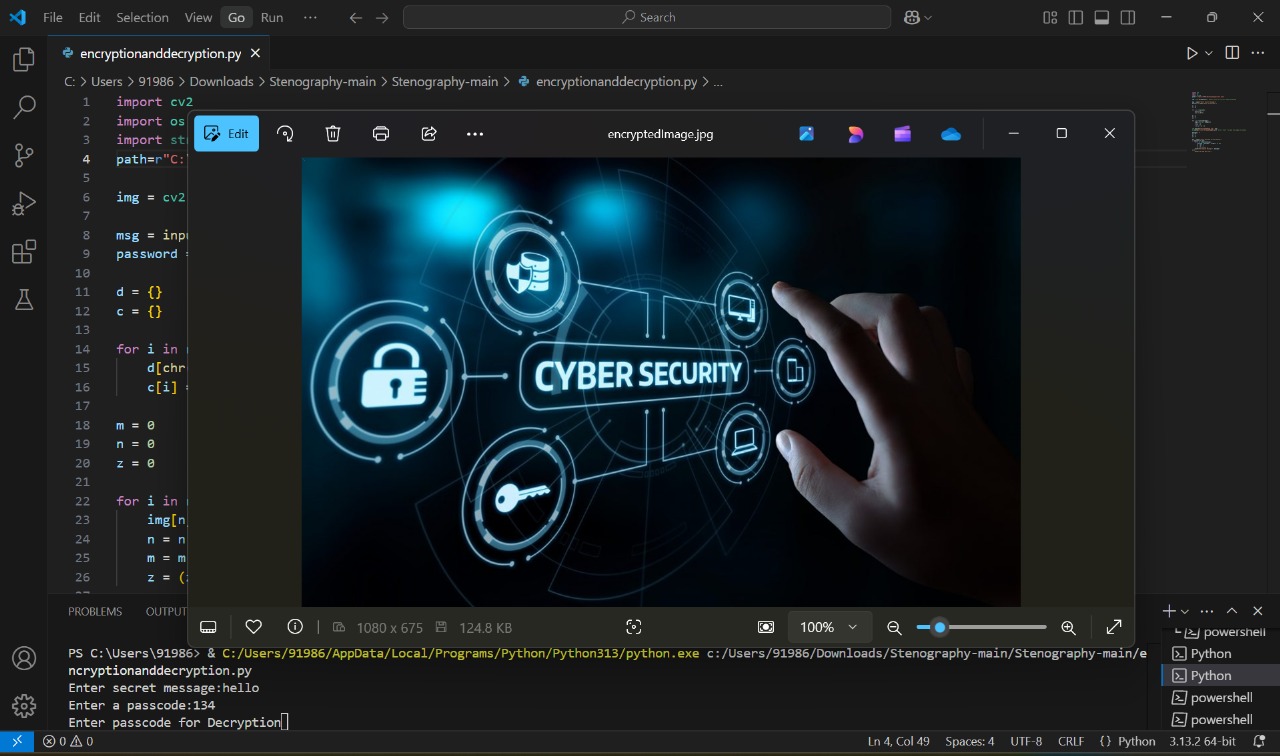 File Edit Selection View Go Run ··· Search
encryptionanddecryption.py
C: > Users > 91986 > Downloads > Stenography-main > Stenography-main > encryptionanddecryption.py > ...
1 import cv2
2 import os
3 import str
4 path=r"C:\
5
6 img = cv2
7
8 msg = inpu
9 password =
10
11 d = {}
12 c = {}
13
14 for i in
15 d[chr
16 c[i] =
17
18 m = 0
19 n = 0
20 z = 0
21
22 for i in
23 img[n
24 n = n
25 m = m
26 z = (
Edit ··· encryptedImage.jpg
CYBER SECURITY
1080 x 675 124.8 KB 100%
PROBLEMS OUTPUT
PS C:\Users\91986> & C:/Users/91986/AppData/Local/Programs/Python/Python313/python.exe c:/Users/91986/Downloads/Stenography-main/Stenography-main/e
ncryptionanddecryption.py
Enter secret message:hello
Enter a passcode:134
Enter passcode for Decryption
powershell
Python
Python
powershell
powershell
0 0 Ln 4, Col 49 Spaces: 4 UTF-8 CRLF {} Python 3.13.2 64-bit